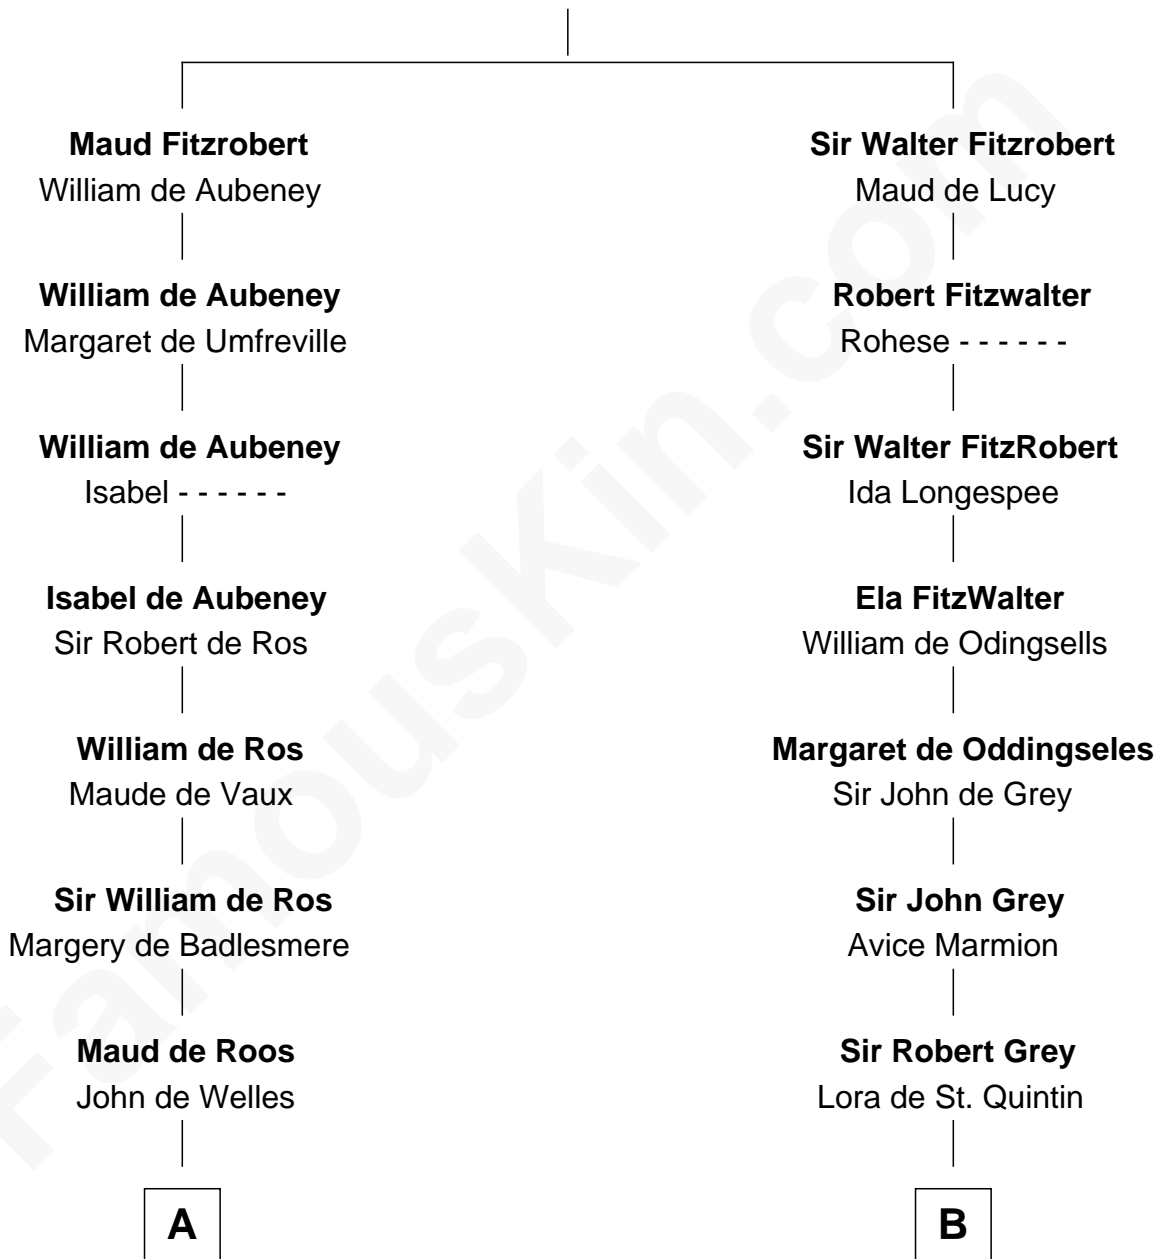 Maud Fitzrobert
William de Aubeney
William de Aubeney
Margaret de Umfreville
William de Aubeney
Isabel - - - - - -
Isabel de Aubeney
Sir Robert de Ros
William de Ros
Maude de Vaux
Sir William de Ros
Margery de Badlesmere
Maud de Roos
John de Welles
A
Sir Walter Fitzrobert
Maud de Lucy
Robert Fitzwalter
Rohese - - - - - -
Sir Walter FitzRobert
Ida Longespee
Ela FitzWalter
William de Odingsells
Margaret de Oddingseles
Sir John de Grey
Sir John Grey
Avice Marmion
Sir Robert Grey
Lora de St. Quintin
B
FamousKin.com